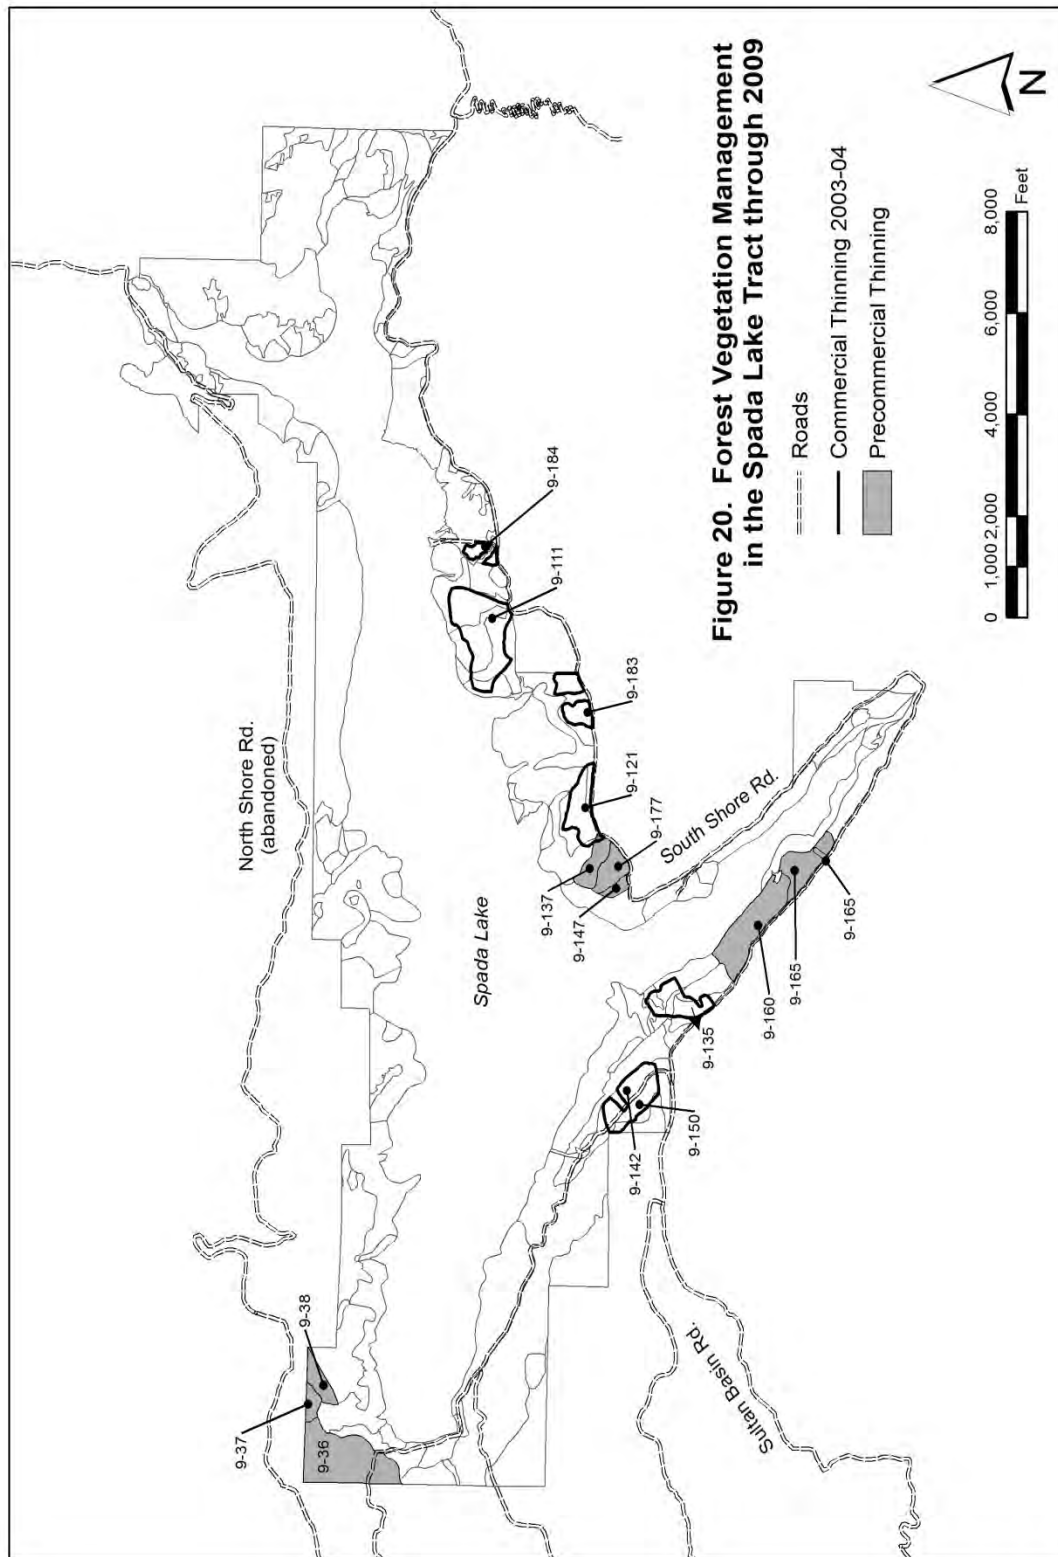 North Shore Rd.
(abandoned)
9-37
9-38
9-36
Spada Lake
9-184
9-111
9-183
9-121
9-177
9-137
9-147
South Shore Rd.
9-142
9-150
9-135
9-160
9-165
9-165
Sultan Basin Rd.
Figure 20. Forest Vegetation Management
in the Spada Lake Tract through 2009
Roads
Commercial Thinning 2003-04
Precommercial Thinning
0 1,000 2,000 4,000 6,000 8,000
Feet
N